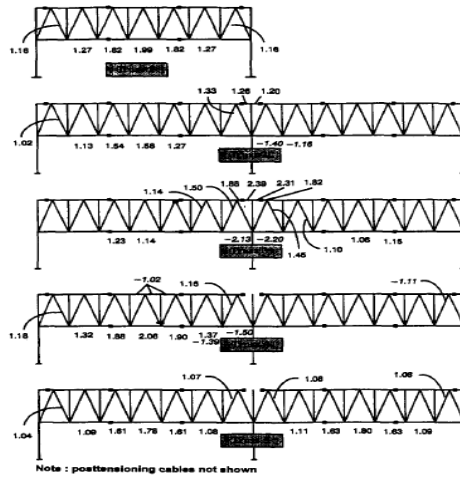 1.16 1.16
1.27 1.82 1.99 1.82 1.27
1.33 1.26 1.20
1.02
1.13 1.54 1.58 1.27 -1.40 -1.16
1.14 1.50 1.88 2.39 2.31 1.82
1.23 1.14 -2.13 -2.20 1.45 1.10 1.06 1.15
-1.02 1.15 -1.11
1.18
1.32 1.88 2.06 1.90 1.37 -1.50
-1.39
1.07 1.08 1.06
1.04
1.09 1.61 1.78 1.61 1.08 1.11 1.63 1.80 1.63 1.09
Note : posttensioning cables not shown